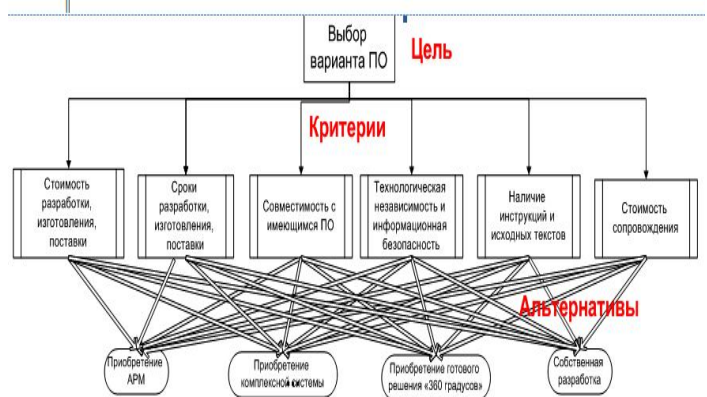 Выбор
варианта ПО
Цель
Критерии
Стоимость
разработки,
изготовления,
поставки
Сроки
разработки,
изготовления,
поставки
Совместимость с
имеющимся ПО
Технологическая
независимость и
информационная
безопасность
Наличие
инструкций и
исходных текстов
Стоимость
сопровождения
Альтернативы
Приобретение
АРМ
Приобретение
комплексной системы
Приобретение готового
решения «360 градусов»
Собственная
разработка